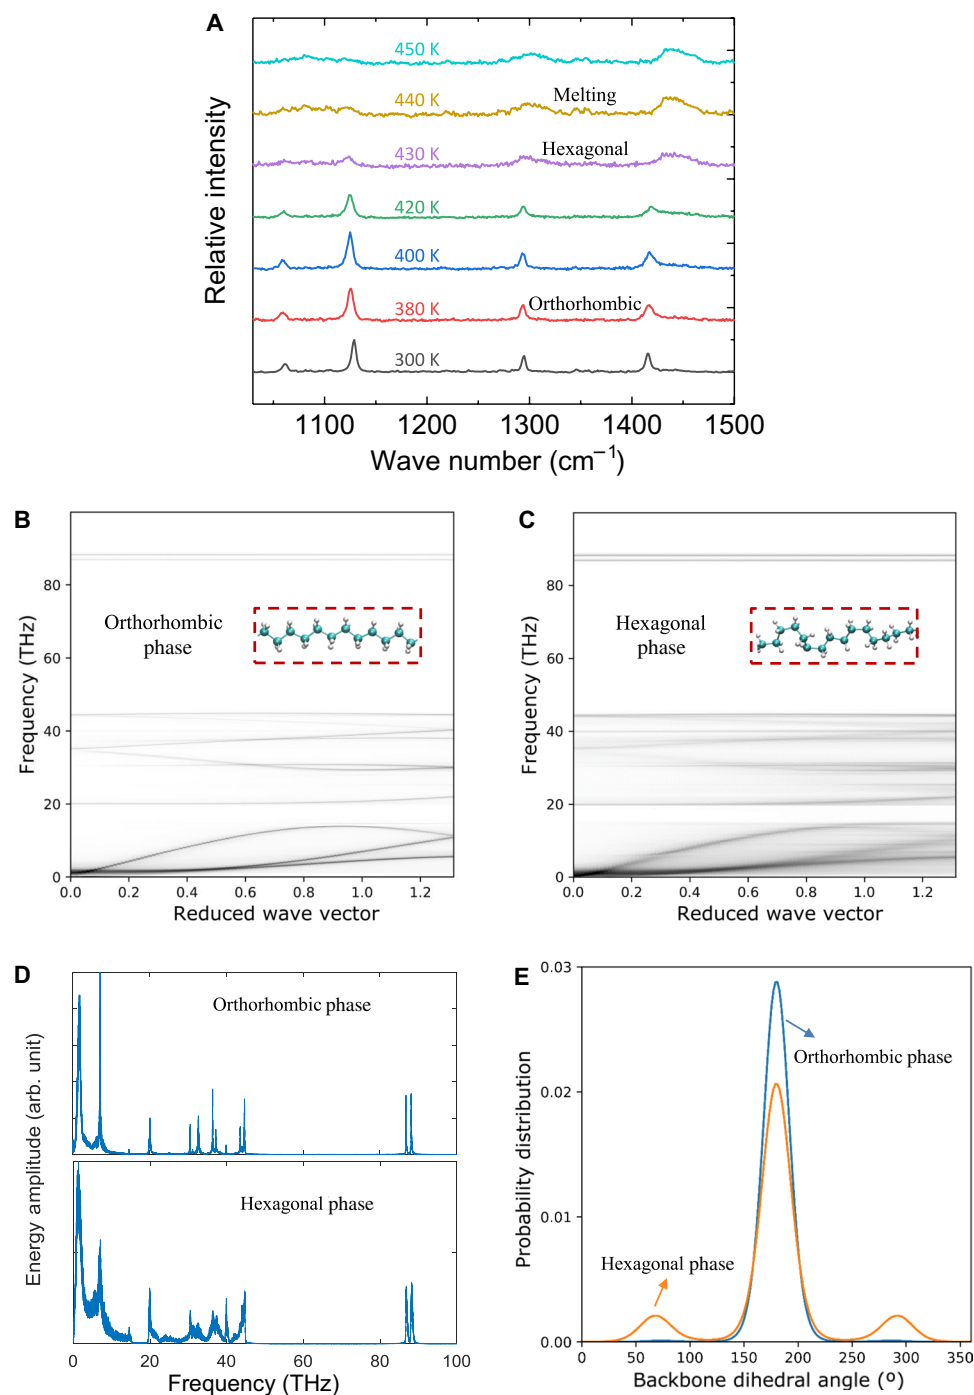 A
450 K
440 K
Melting
430 K
Hexagonal
420 K
400 K
380 K
Orthorhombic
300 K
Relative intensity
1100 1200 1300 1400 1500
Wave number (cm⁻¹)
B
Orthorhombic
phase
Frequency (THz)
80
60
40
20
0
0.0 0.2 0.4 0.6 0.8 1.0 1.2
Reduced wave vector
C
Hexagonal
phase
Frequency (THz)
80
60
40
20
0
0.0 0.2 0.4 0.6 0.8 1.0 1.2
Reduced wave vector
D
Orthorhombic phase
Hexagonal phase
Energy amplitude (arb. unit)
0 20 40 60 80 100
Frequency (THz)
E
0.03
0.02
0.01
0.00
Probability distribution
Orthorhombic phase
Hexagonal phase
0 50 100 150 200 250 300 350
Backbone dihedral angle (º)